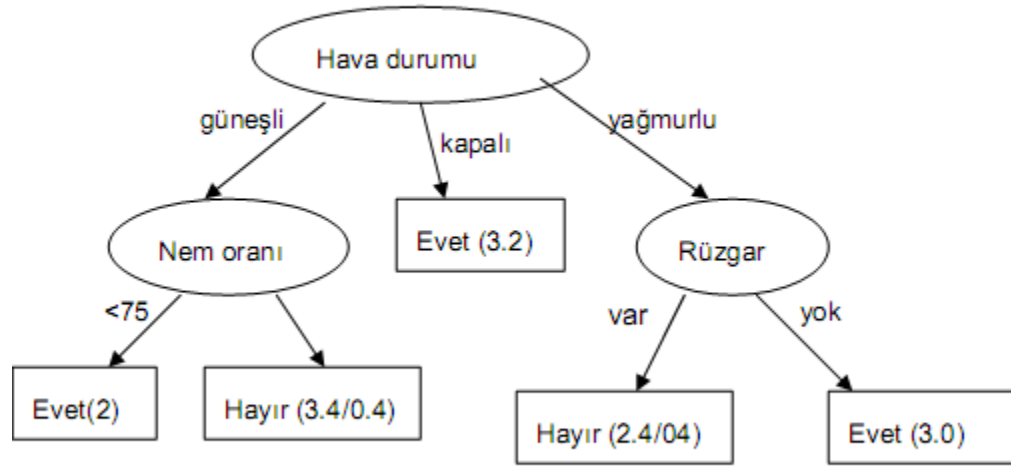 Hava durumu
güneşli
kapalı
yağmurlu
Nem oranı
Evet (3.2)
Rüzgar
<75
var
yok
Evet(2)
Hayır (3.4/0.4)
Hayır (2.4/04)
Evet (3.0)